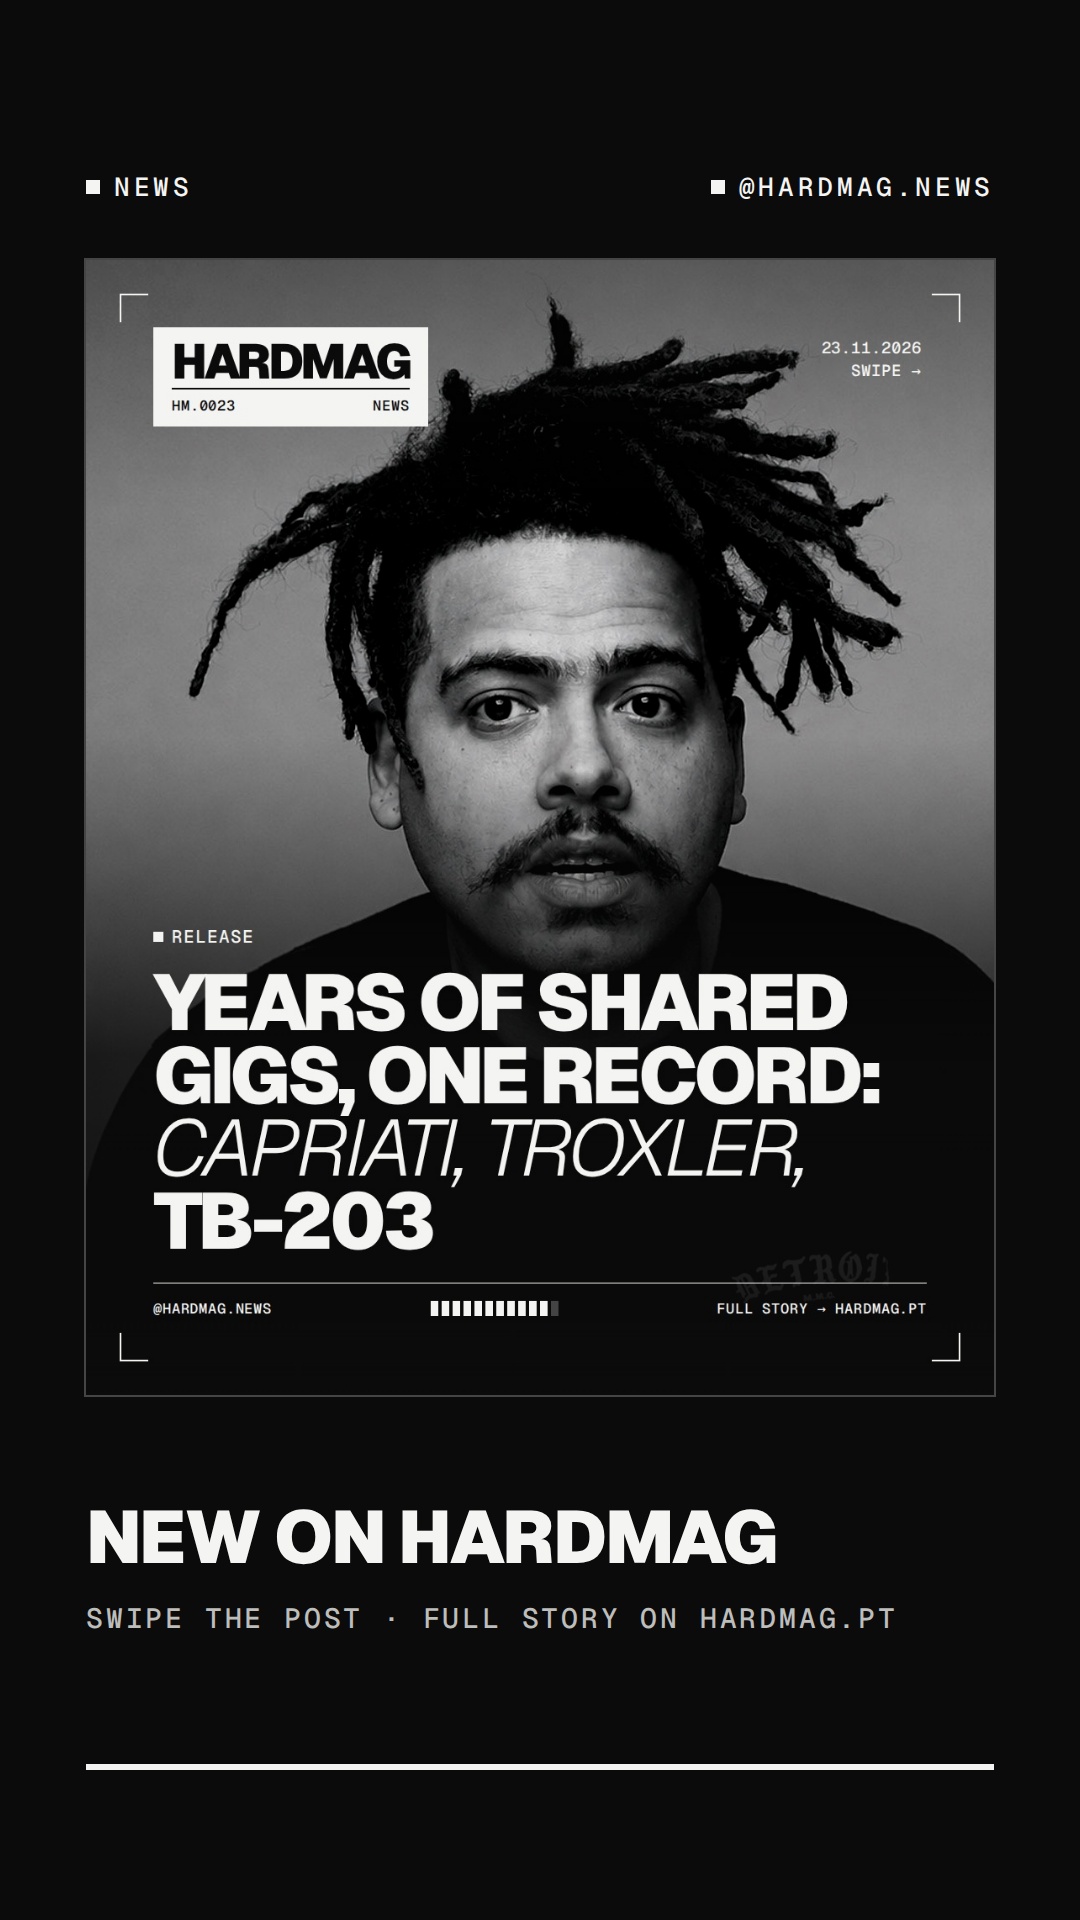 NEWS
@HARDMAG.NEWS
HARDMAG
HM.0023 NEWS
23.11.2026
SWIPE →
RELEASE
YEARS OF SHARED
GIGS, ONE RECORD:
CAPRIATI, TROXLER,
TB-203
@HARDMAG.NEWS
FULL STORY → HARDMAG.PT
NEW ON HARDMAG
SWIPE THE POST · FULL STORY ON HARDMAG.PT